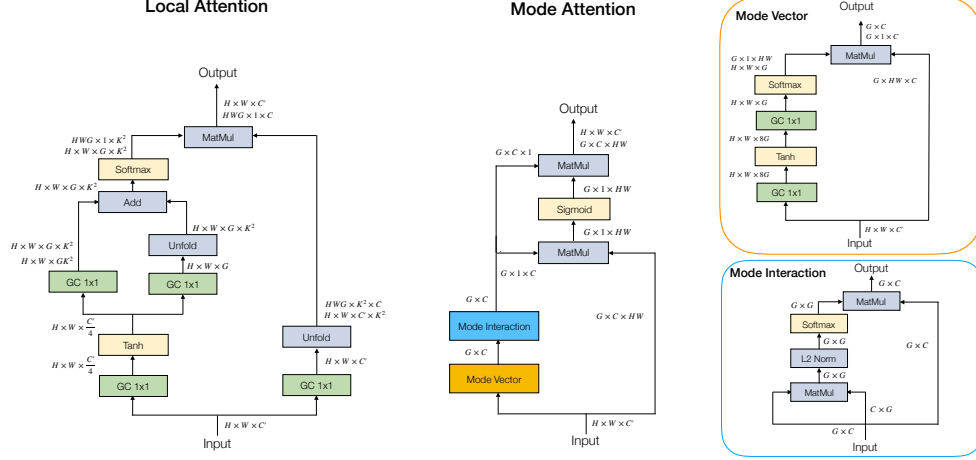 Local Attention
Output
H × W × C'
HWG × 1 × C
MatMul
HWG × 1 × K²
H × W × G × K²
Softmax
H × W × G × K²
Add
H × W × G × K²
H × W × G × K²
H × W × GK²
Unfold
H × W × G
GC 1x1
GC 1x1
HWG × K² × C
H × W × C' × K²
Unfold
H × W × C'/4
Tanh
H × W × C'
H × W × C'/4
GC 1x1
GC 1x1
H × W × C'
Input
Mode Attention
Output
H × W × C'
G × C × HW
G × C × 1
MatMul
G × 1 × HW
Sigmoid
G × 1 × HW
MatMul
G × 1 × C
G × C
G × C × HW
Mode Interaction
G × C
Mode Vector
H × W × C'
Input
Mode Vector
Output
G × C
G × 1 × C
MatMul
G × 1 × HW
H × W × G
Softmax
G × HW × C
H × W × G
GC 1x1
H × W × 8G
Tanh
H × W × 8G
GC 1x1
H × W × C'
Input
Mode Interaction
Output
G × C
G × G
MatMul
Softmax
G × G
G × C
L2 Norm
G × G
MatMul
C × G
G × C
Input